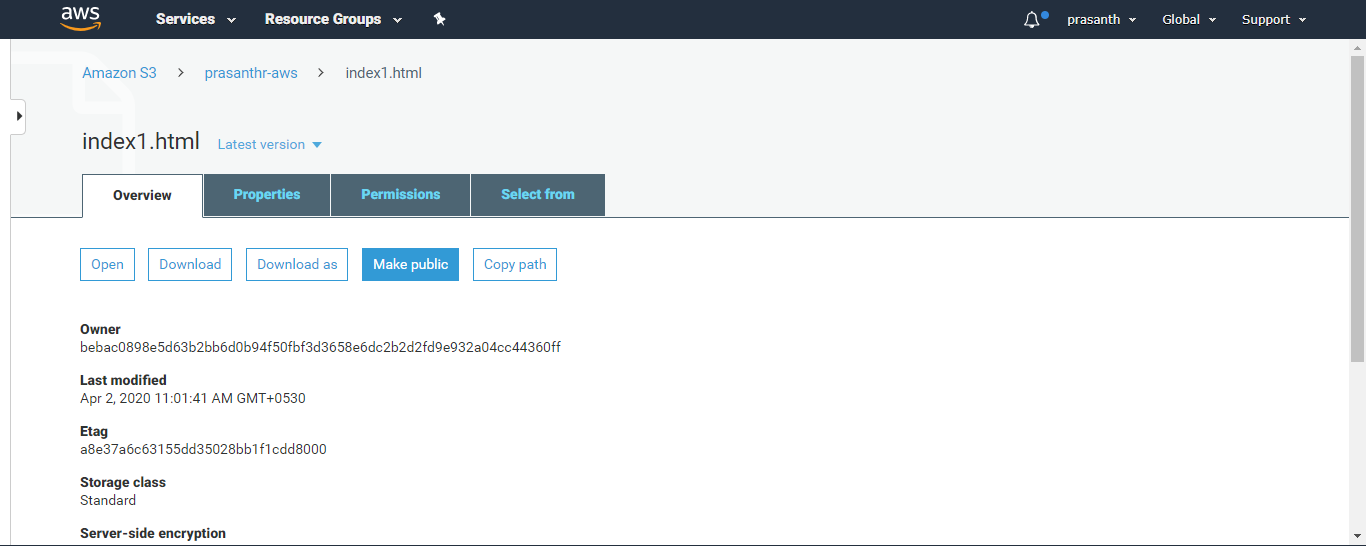 aws Services Resource Groups prasanth Global Support
Amazon S3 > prasanthr-aws > index1.html
index1.html Latest version
Overview Properties Permissions Select from
Open Download Download as Make public Copy path
Owner
bebac0898e5d63b2bb6d0b94f50fbf3d3658e6dc2b2d2fd9e932a04cc44360ff
Last modified
Apr 2, 2020 11:01:41 AM GMT+0530
Etag
a8e37a6c63155dd35028bb1f1cdd8000
Storage class
Standard
Server-side encryption